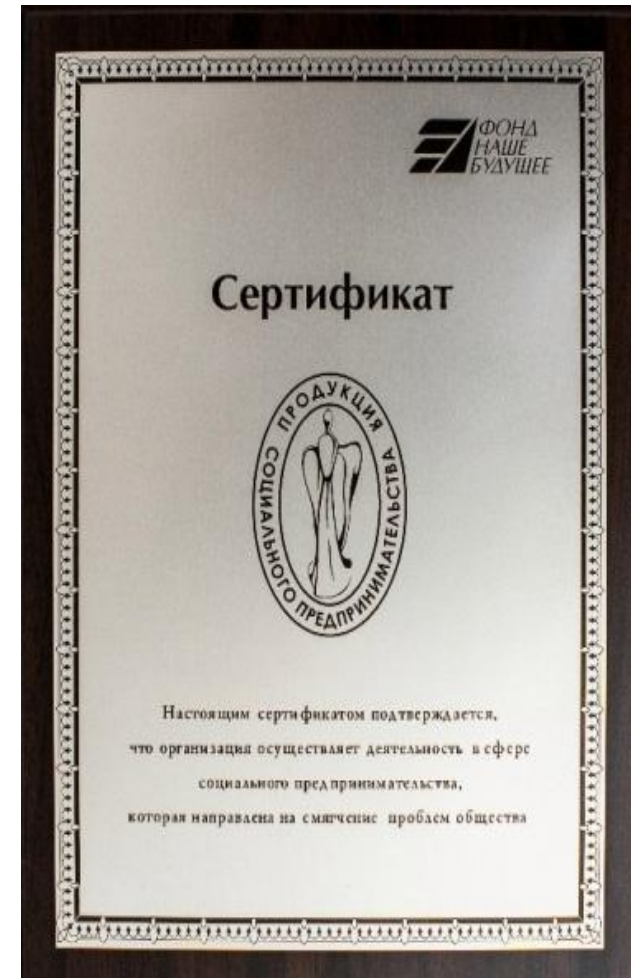 ФОНД
НАШЕ
БУДУЩЕЕ
Сертификат
ПРОДУКЦИЯ
СОЦИАЛЬНОГО ПРЕДПРИНИМАТЕЛЬСТВА
Настоящим сертификатом подтверждается,
что организация осуществляет деятельность в сфере
социального предпринимательства,
которая направлена на смягчение проблем общества